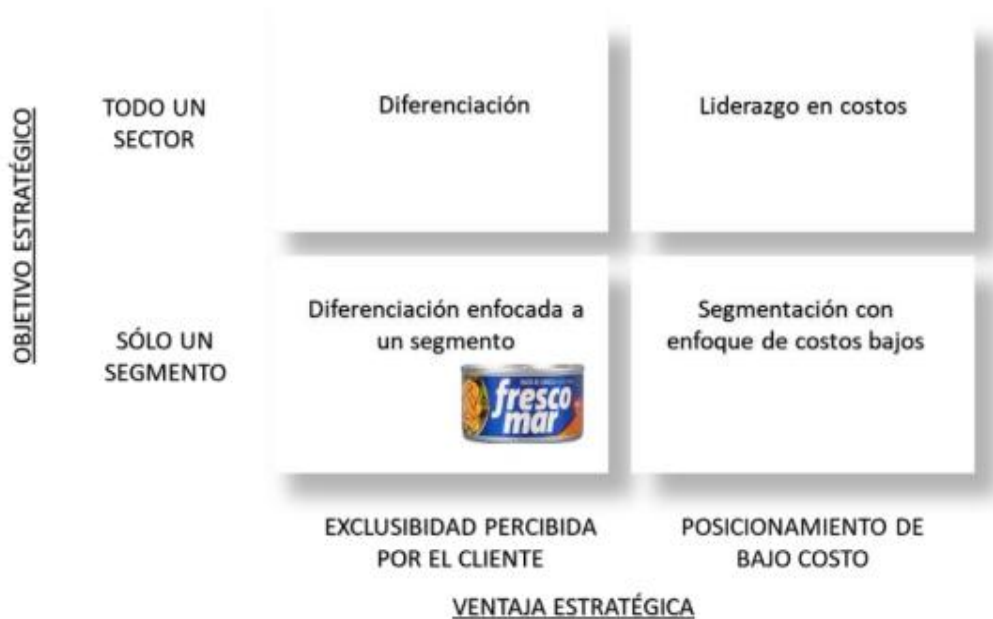 OBJETIVO ESTRATÉGICO
TODO UN
SECTOR
Diferenciación
Liderazgo en costos
SÓLO UN
SEGMENTO
Diferenciación enfocada a
un segmento
fresco
mar
Segmentación con
enfoque de costos bajos
EXCLUSIBIDAD PERCIBIDA
POR EL CLIENTE
POSICIONAMIENTO DE
BAJO COSTO
VENTAJA ESTRATÉGICA